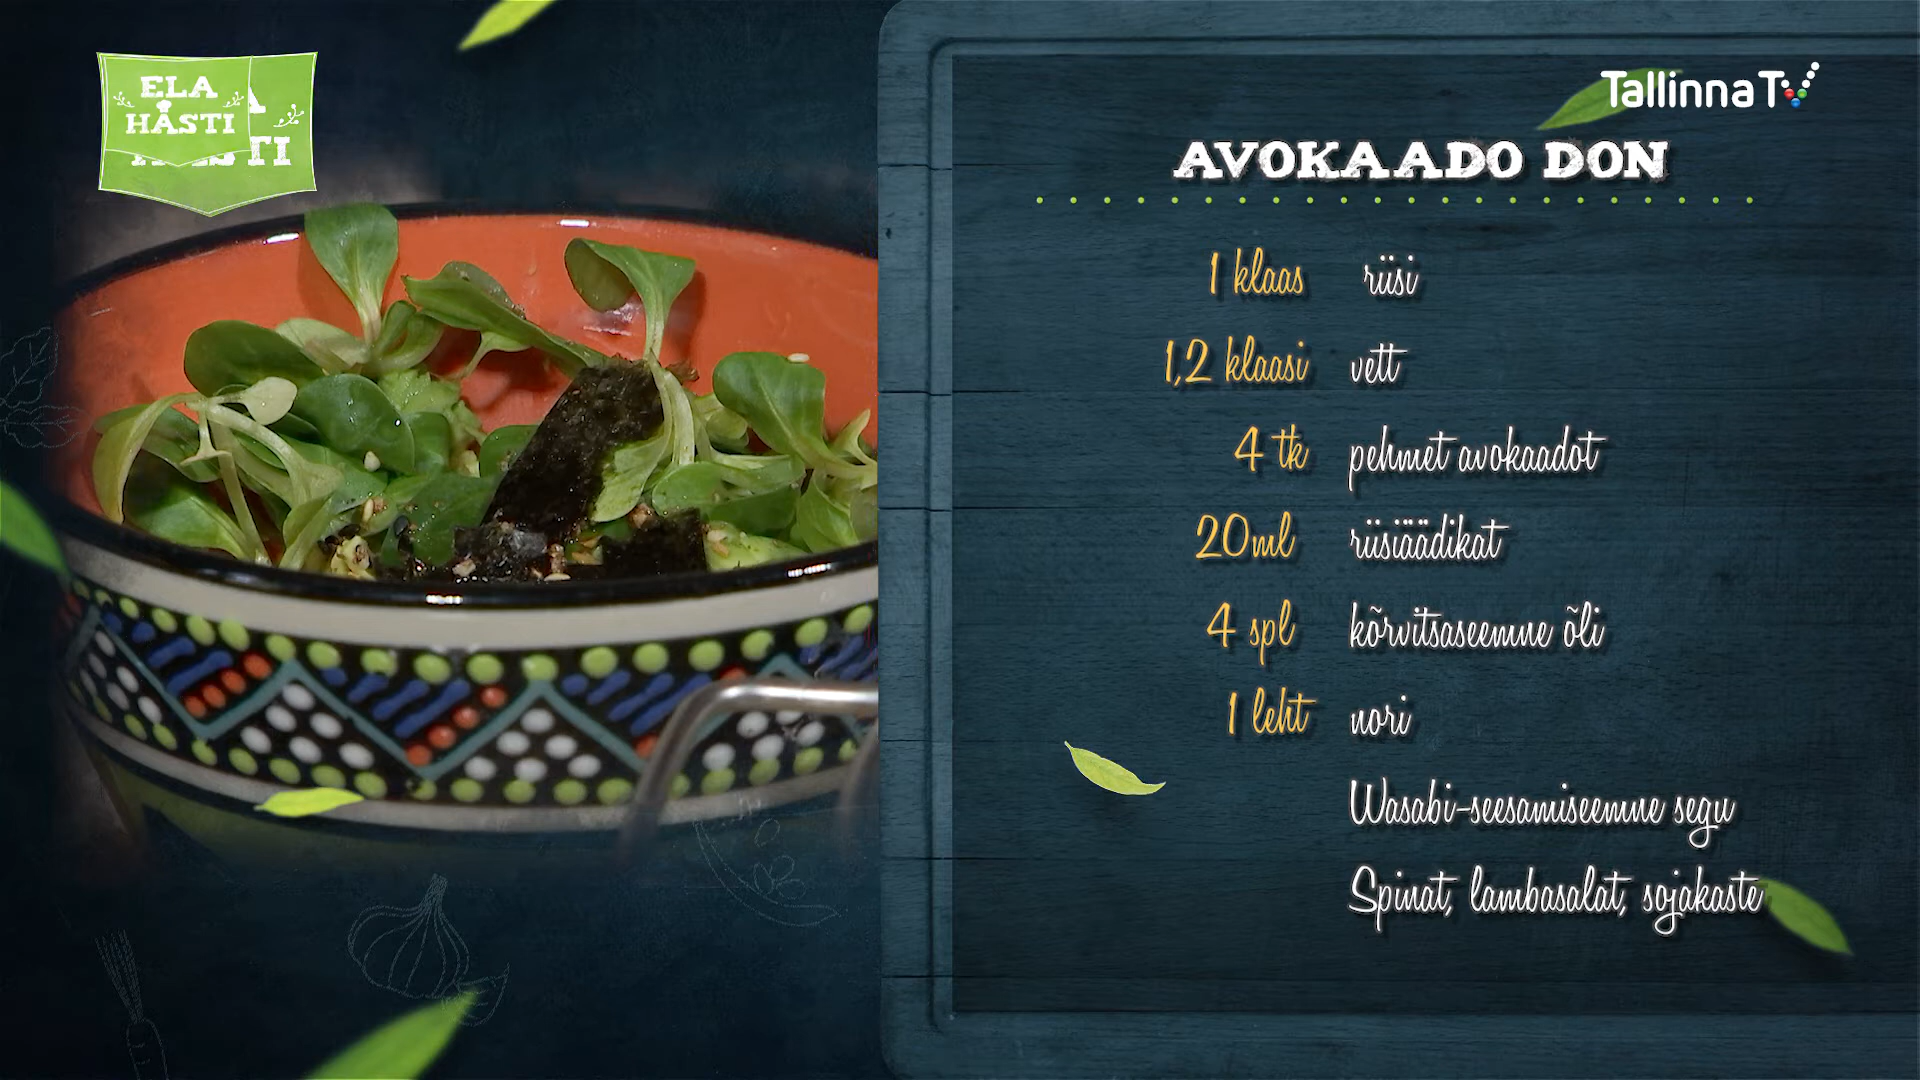 ELA
HÄSTI
Tallinna TV
AVOKAADO DON
1 klaas riisi
1,2 klaasi vett
4 tk pehmet avokaadot
20ml riisiäädikat
4 spl kõrvitsaseemne õli
1 leht nori
Wasabi-seesamiseemne segu
Spinat, lambasalat, sojakaste